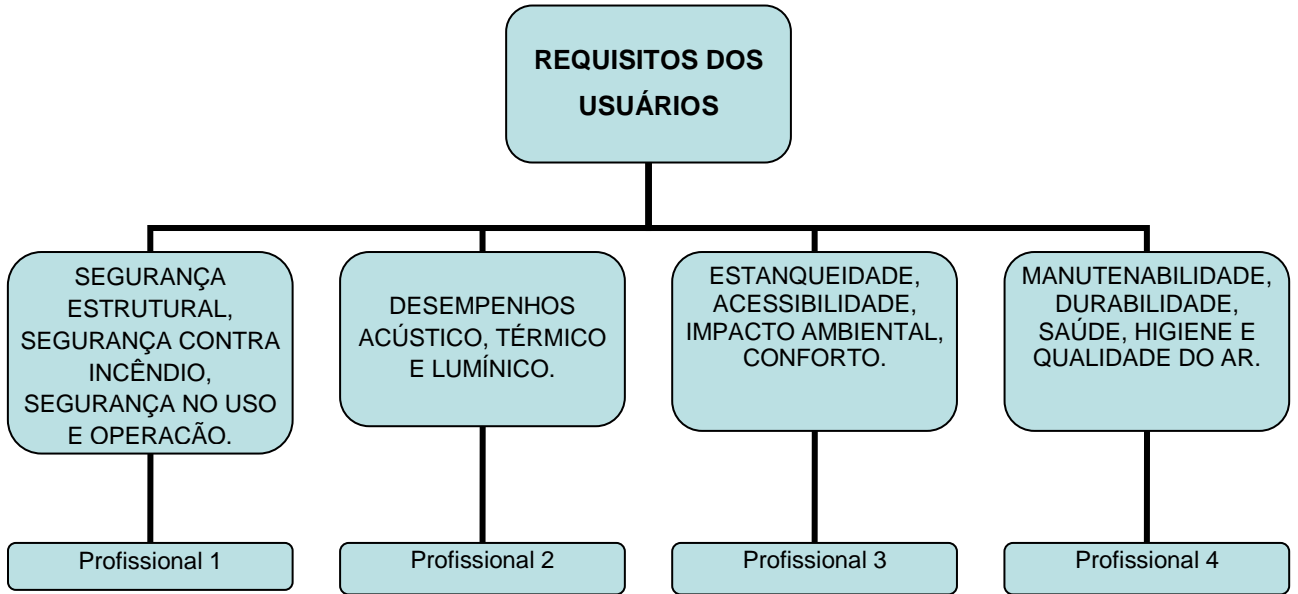 REQUISITOS DOS
USUÁRIOS
SEGURANÇA
ESTRUTURAL,
SEGURANÇA CONTRA
INCÊNDIO,
SEGURANÇA NO USO
E OPERAÇÃO.
DESEMPENHOS
ACÚSTICO, TÉRMICO
E LUMÍNICO.
ESTANQUEIDADE,
ACESSIBILIDADE,
IMPACTO AMBIENTAL,
CONFORTO.
MANUTENABILIDADE,
DURABILIDADE,
SAÚDE, HIGIENE E
QUALIDADE DO AR.
Profissional 1
Profissional 2
Profissional 3
Profissional 4